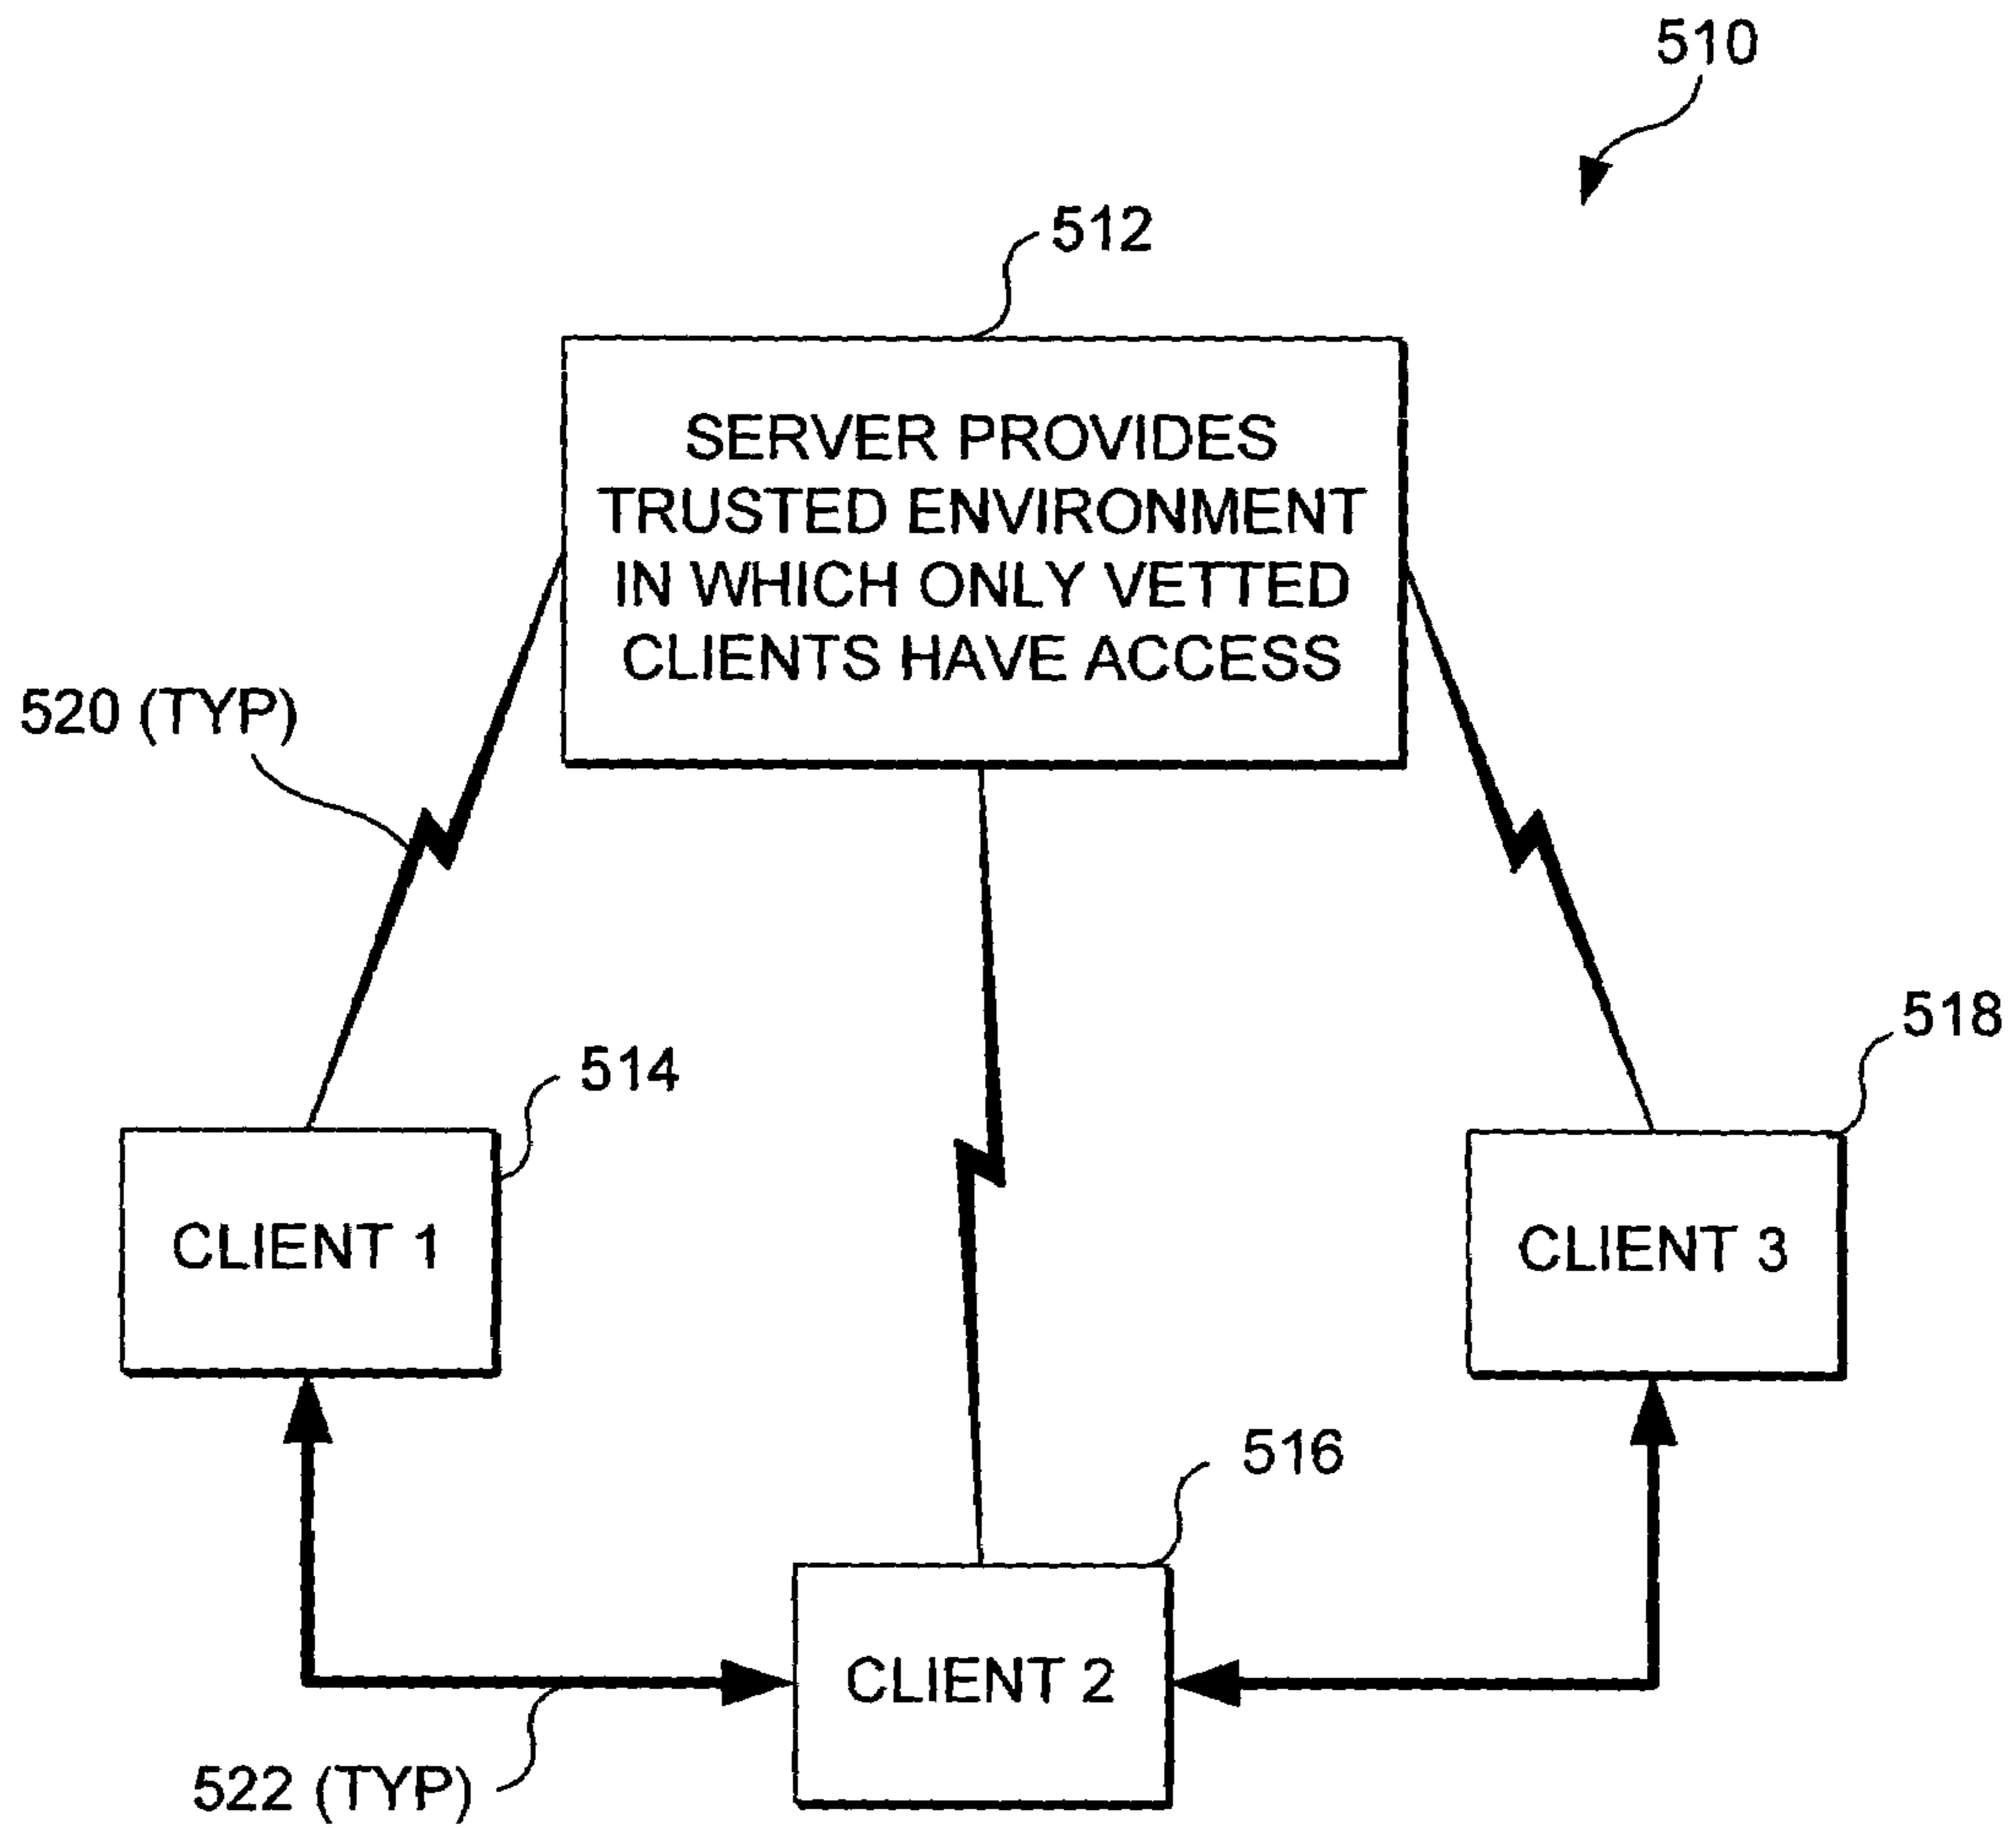 510
512
SERVER PROVIDES
TRUSTED ENVIRONMENT
IN WHICH ONLY VETTED
CLIENTS HAVE ACCESS
520 (TYP)
518
514
CLIENT 1
CLIENT 3
516
CLIENT 2
522 (TYP)